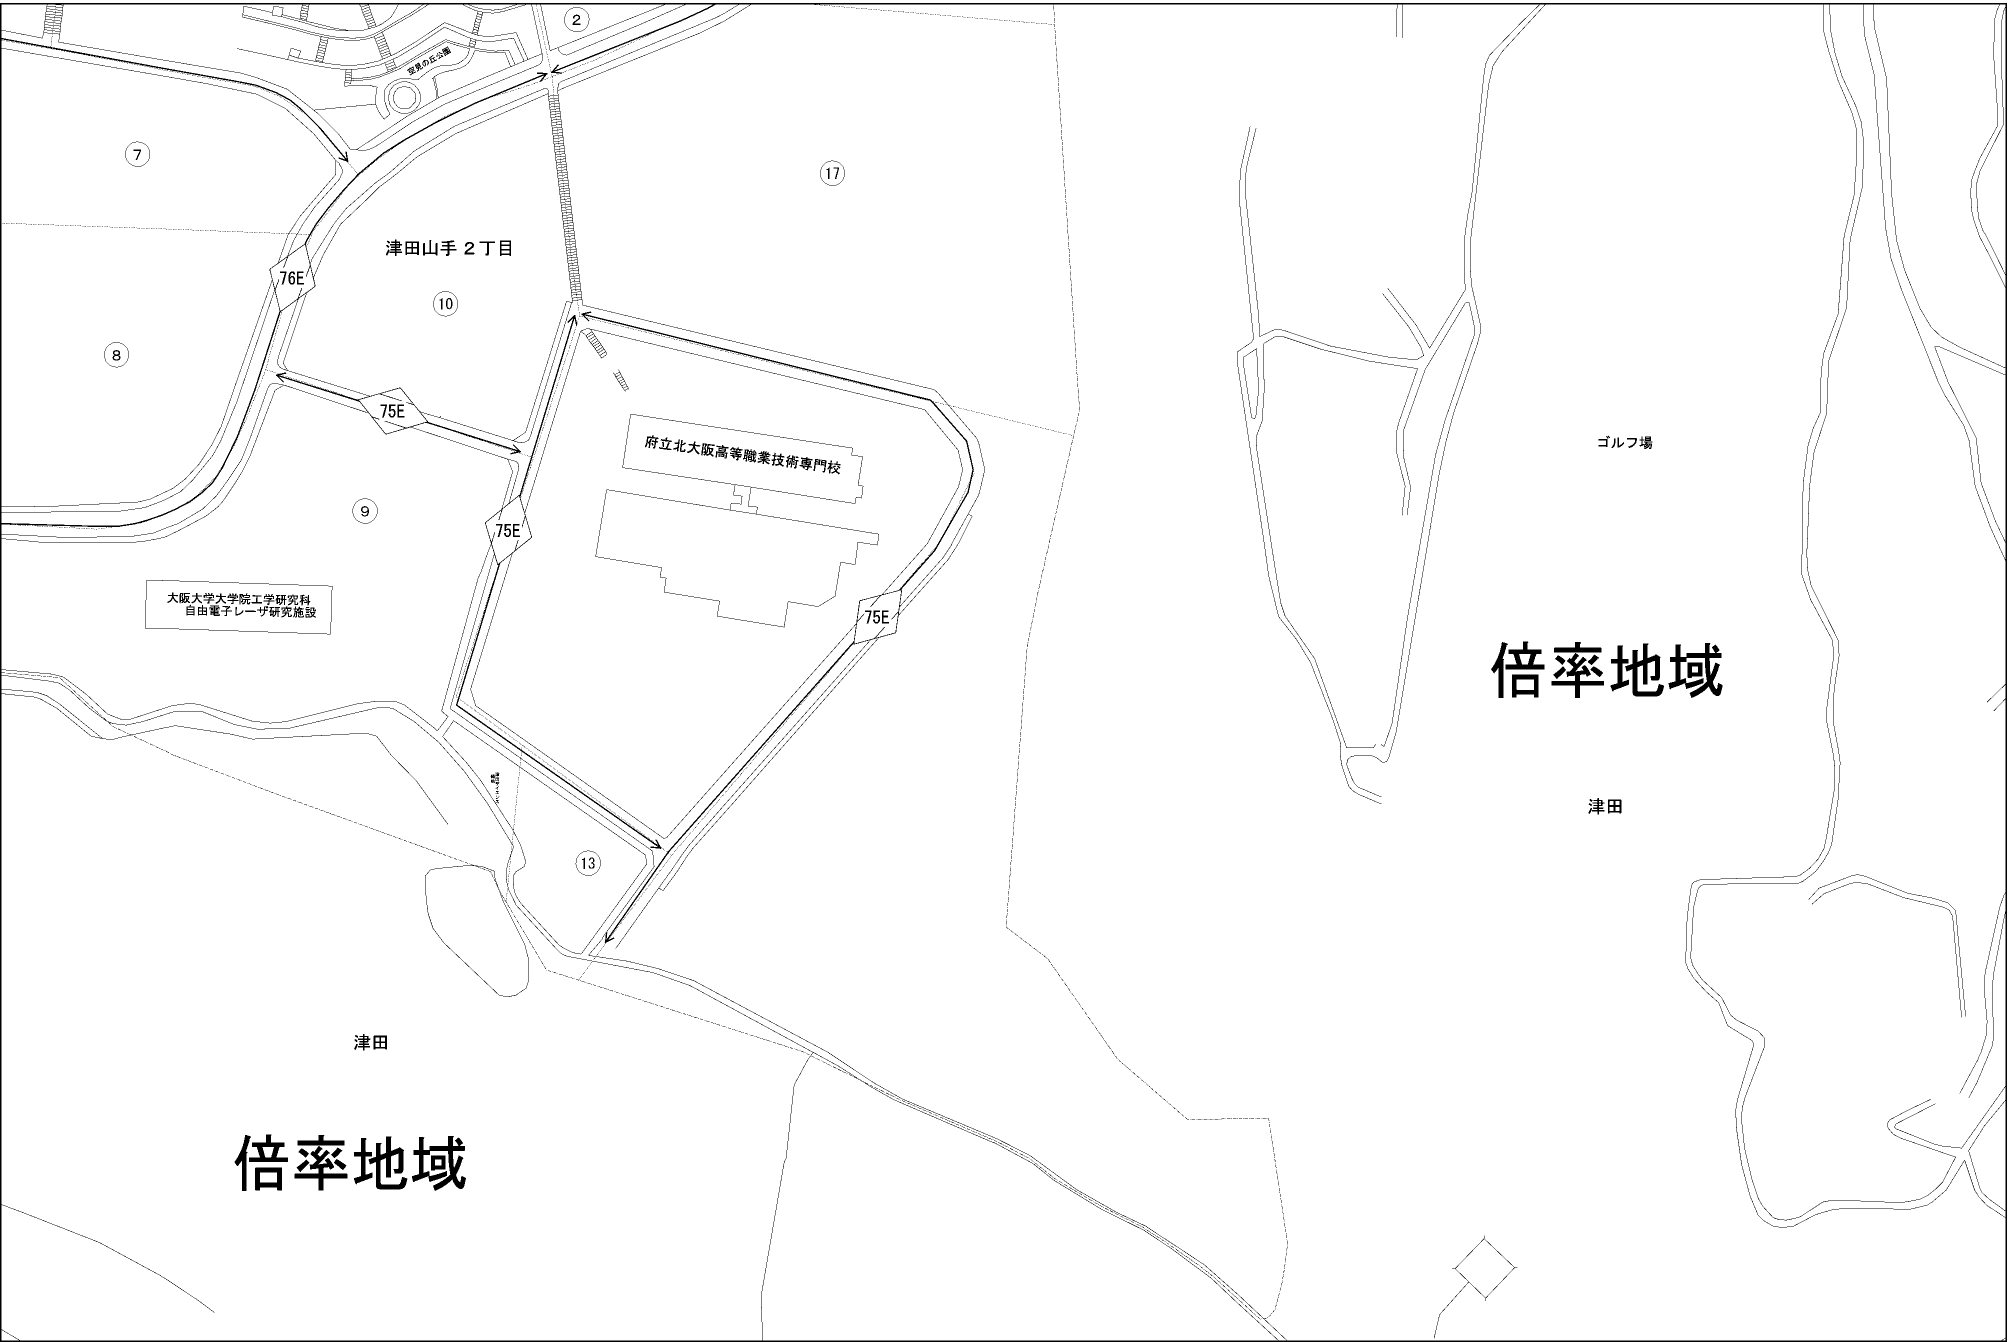 ②
空見の丘公園
⑦
⑰
津田山手２丁目
76E
⑩
⑧
75E
府立北大阪高等職業技術専門校
ゴルフ場
⑨
75E
大阪大学大学院工学研究科
自由電子レーザ研究施設
75E
倍率地域
津田
⑬
津田
倍率地域